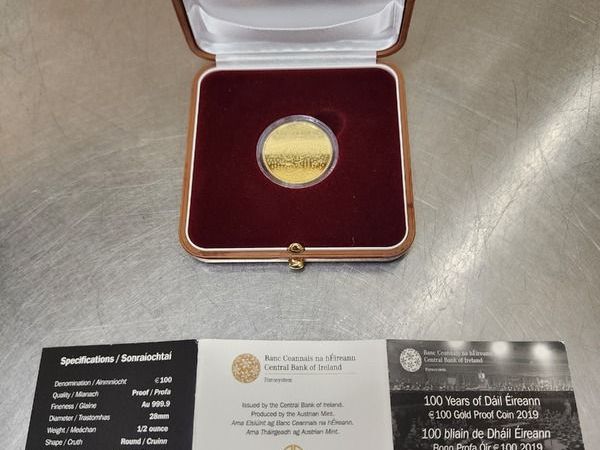 Specifications / Sonraíochtaí
Denomination / Ainmníocht €100
Quality / Mianach Proof / Profa
Fineness / Glaine Au 999.9
Diameter / Trastomhas 28mm
Weight / Meáchan 1/2 ounce
Shape / Cruth Round / Cruinn
Banc Ceannais na hÉireann
Central Bank of Ireland
Eurosystem
Issued by the Central Bank of Ireland.
Produced by the Austrian Mint.
Arna Eisiúint ag Banc Ceannais na hÉireann,
Arna Tháirgeadh ag Austrian Mint.
Banc Ceannais na hÉireann
Central Bank of Ireland
Eurosystem
100 Years of Dáil Éireann
€100 Gold Proof Coin 2019
100 bliain de Dháil Éireann
Bonn Profa Óir €100 2019